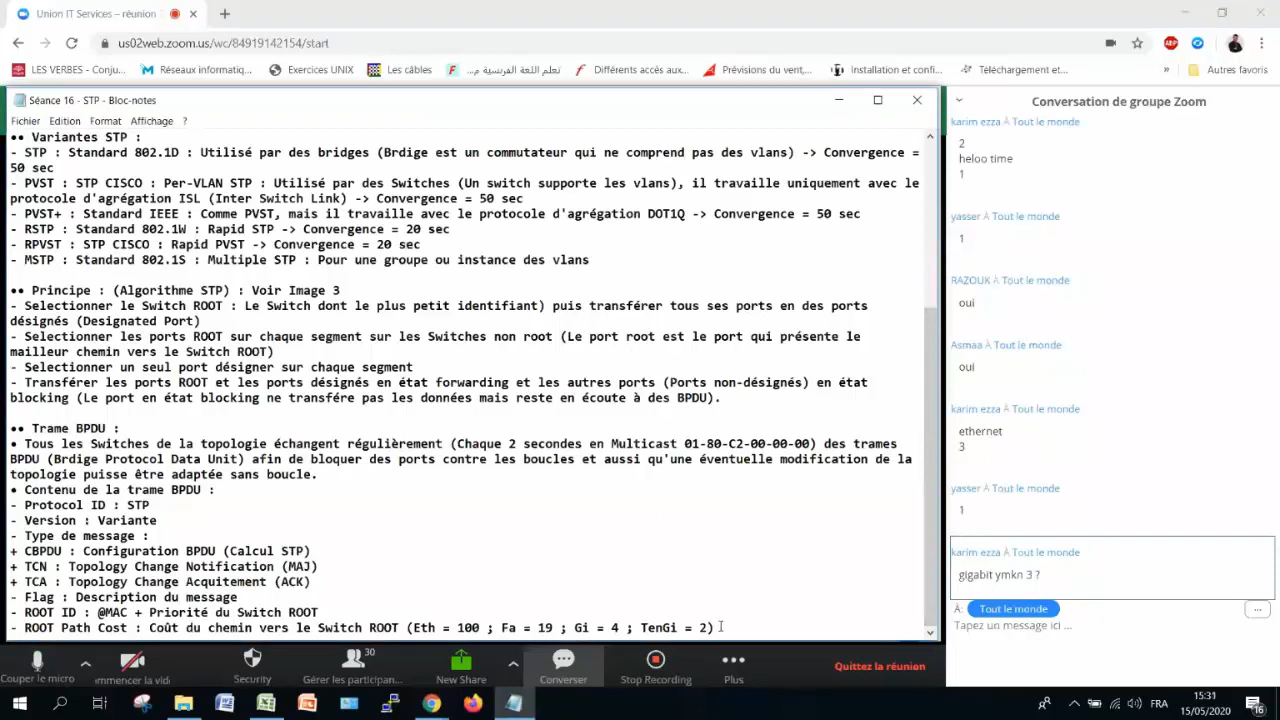 Union IT Services – réunion
us02web.zoom.us/wc/84919142154/start
ABP
LES VERBES - Conju...
Réseaux informatiq...
Exercices UNIX
Les câbles
تعلم اللغة الفرنسية م...
Différents accès aux...
Prévisions du vent,...
Installation et confi...
Téléchargement et...
»
Autres favoris
Séance 16 - STP - Bloc-notes
Fichier Edition Format Affichage ?
•• Variantes STP :
- STP : Standard 802.1D : Utilisé par des bridges (Brdige est un commutateur qui ne comprend pas des vlans) -> Convergence =
50 sec
- PVST : STP CISCO : Per-VLAN STP : Utilisé par des Switches (Un switch supporte les vlans), il travaille uniquement avec le
protocole d'agrégation ISL (Inter Switch Link) -> Convergence = 50 sec
- PVST+ : Standard IEEE : Comme PVST, mais il travaille avec le protocole d'agrégation DOT1Q -> Convergence = 50 sec
- RSTP : Standard 802.1W : Rapid STP -> Convergence = 20 sec
- RPVST : STP CISCO : Rapid PVST -> Convergence = 20 sec
- MSTP : Standard 802.1S : Multiple STP : Pour une groupe ou instance des vlans
•• Principe : (Algorithme STP) : Voir Image 3
- Selectionner le Switch ROOT : Le Switch dont le plus petit identifiant) puis transférer tous ses ports en des ports
désignés (Designated Port)
- Selectionner les ports ROOT sur chaque segment sur les Switches non root (Le port root est le port qui présente le
mailleur chemin vers le Switch ROOT)
- Selectionner un seul port désigner sur chaque segment
- Transférer les ports ROOT et les ports désignés en état forwarding et les autres ports (Ports non-désignés) en état
blocking (Le port en état blocking ne transfére pas les données mais reste en écoute à des BPDU).
•• Trame BPDU :
• Tous les Switches de la topologie échangent régulièrement (Chaque 2 secondes en Multicast 01-80-C2-00-00-00) des trames
BPDU (Brdige Protocol Data Unit) afin de bloquer des ports contre les boucles et aussi qu'une éventuelle modification de la
topologie puisse être adaptée sans boucle.
• Contenu de la trame BPDU :
- Protocol ID : STP
- Version : Variante
- Type de message :
+ CBPDU : Configuration BPDU (Calcul STP)
+ TCN : Topology Change Notification (MAJ)
+ TCA : Topology Change Acquitement (ACK)
- Flag : Description du message
- ROOT ID : @MAC + Priorité du Switch ROOT
- ROOT Path Cost : Coût du chemin vers le Switch ROOT (Eth = 100 ; Fa = 19 ; Gi = 4 ; TenGi = 2)
Conversation de groupe Zoom
karim ezza À Tout le monde
2
heloo time
1
yasser À Tout le monde
1
RAZOUK À Tout le monde
oui
Asmaa À Tout le monde
oui
karim ezza À Tout le monde
ethernet
3
yasser À Tout le monde
1
karim ezza À Tout le monde
gigabit ymkn 3 ?
À: Tout le monde
...
Tapez un message ici ...
Couper le micro
immencer la vidé
Security
30
Gérer les participan...
New Share
Converser
Stop Recording
Plus
Quittez la réunion
FRA
15:31
15/05/2020
16